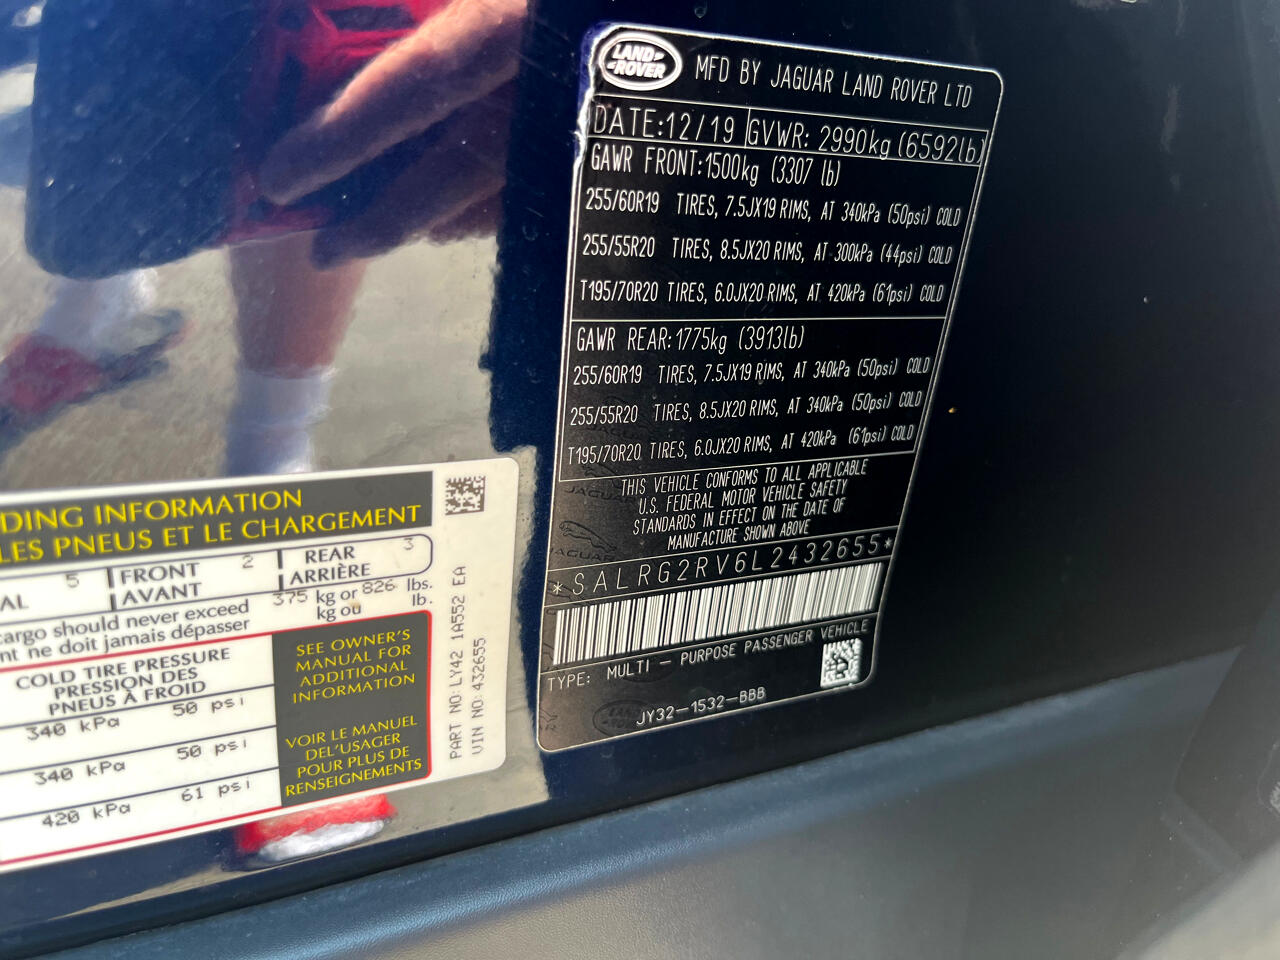 LAND ROVER
MFD BY JAGUAR LAND ROVER LTD
DATE:12/19 GVWR: 2990kg (6592lb)
GAWR FRONT:1500kg (3307 lb)
255/60R19 TIRES, 7.5JX19 RIMS, AT 340kPa (50psi) COLD
255/55R20 TIRES, 8.5JX20 RIMS, AT 300kPa (44psi) COLD
T195/70R20 TIRES, 6.0JX20 RIMS, AT 420kPa (61psi) COLD
GAWR REAR:1775kg (3913lb)
255/60R19 TIRES, 7.5JX19 RIMS, AT 340kPa (50psi) COLD
255/55R20 TIRES, 8.5JX20 RIMS, AT 340kPa (50psi) COLD
T195/70R20 TIRES, 6.0JX20 RIMS, AT 420kPa (61psi) COLD
THIS VEHICLE CONFORMS TO ALL APPLICABLE
U.S. FEDERAL MOTOR VEHICLE SAFETY
STANDARDS IN EFFECT ON THE DATE OF
MANUFACTURE SHOWN ABOVE
*SALRG2RV6L2432655*
TYPE: MULTI - PURPOSE PASSENGER VEHICLE
JY32-1532-BBB
JAGUAR
DING INFORMATION
LES PNEUS ET LE CHARGEMENT
AL 5 FRONT 2 REAR 3
AVANT ARRIÈRE
cargo should never exceed 375 kg or 826 lbs.
nt ne doit jamais dépasser kg ou lb.
COLD TIRE PRESSURE
PRESSION DES
PNEUS À FROID
340 kPa 50 psi
340 kPa 50 psi
420 kPa 61 psi
SEE OWNER'S
MANUAL FOR
ADDITIONAL
INFORMATION
VOIR LE MANUEL
DEL'USAGER
POUR PLUS DE
RENSEIGNEMENTS
PART NO: LY42 1A552 EA
VIN NO: 432655